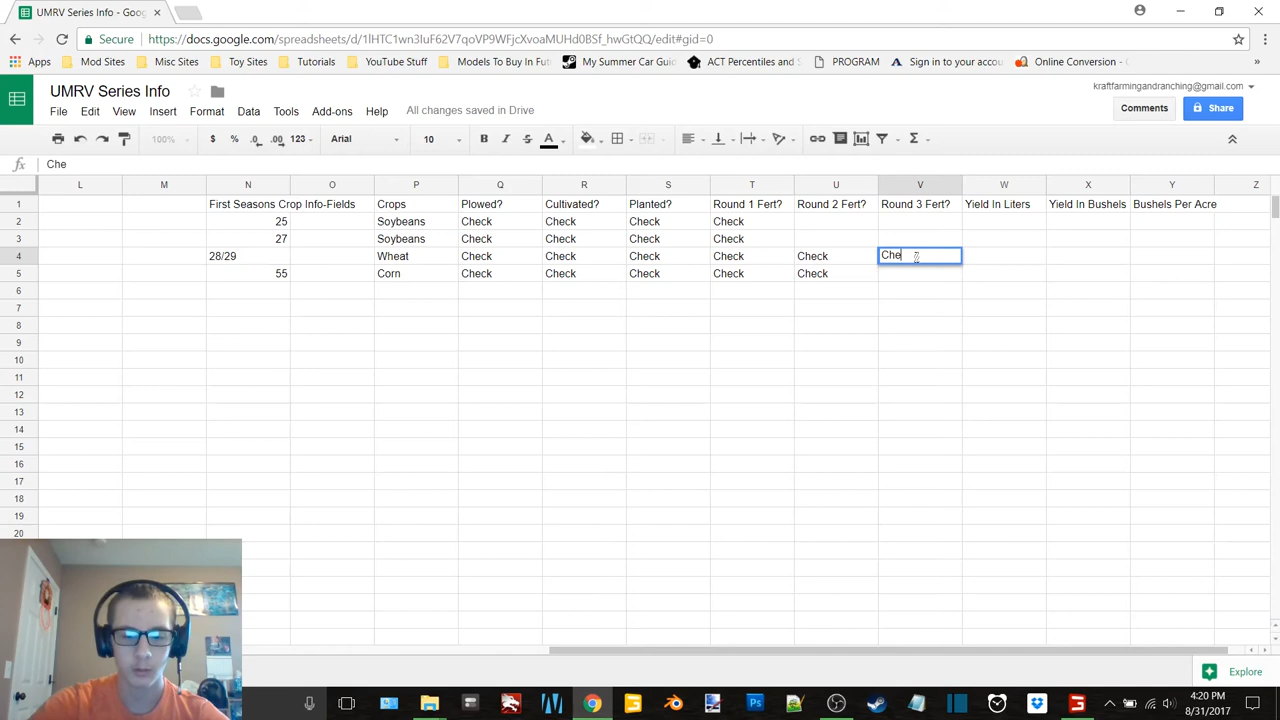 UMRV Series Info - Goo
Secure https://docs.google.com/spreadsheets/d/1lHTC1wn3IuF62V7qoVP9WFjcXvoaMUHd0BSf_hwGtQQ/edit#gid=0
Apps Mod Sites Misc Sites Toy Sites Tutorials YouTube Stuff Models To Buy In Fut My Summer Car Guid ACT Percentiles and S PROGRAM Sign in to your accou Online Conversion -
UMRV Series Info
kraftfarmingandranching@gmail.com
File Edit View Insert Format Data Tools Add-ons Help All changes saved in Drive
Comments Share
100% $ % .0 .00 123 Arial 10 B I S A Σ
fx Che
L M N O P Q R S T U V W X Y Z
1 First Seasons Crop Info-Fields Crops Plowed? Cultivated? Planted? Round 1 Fert? Round 2 Fert? Round 3 Fert? Yield In Liters Yield In Bushels Bushels Per Acre
2 25 Soybeans Check Check Check Check
3 27 Soybeans Check Check Check Check
4 28/29 Wheat Check Check Check Check Check Che
5 55 Corn Check Check Check Check Check
6
7
8
9
10
11
12
13
14
15
16
17
18
19
20
Explore
4:20 PM
8/31/2017